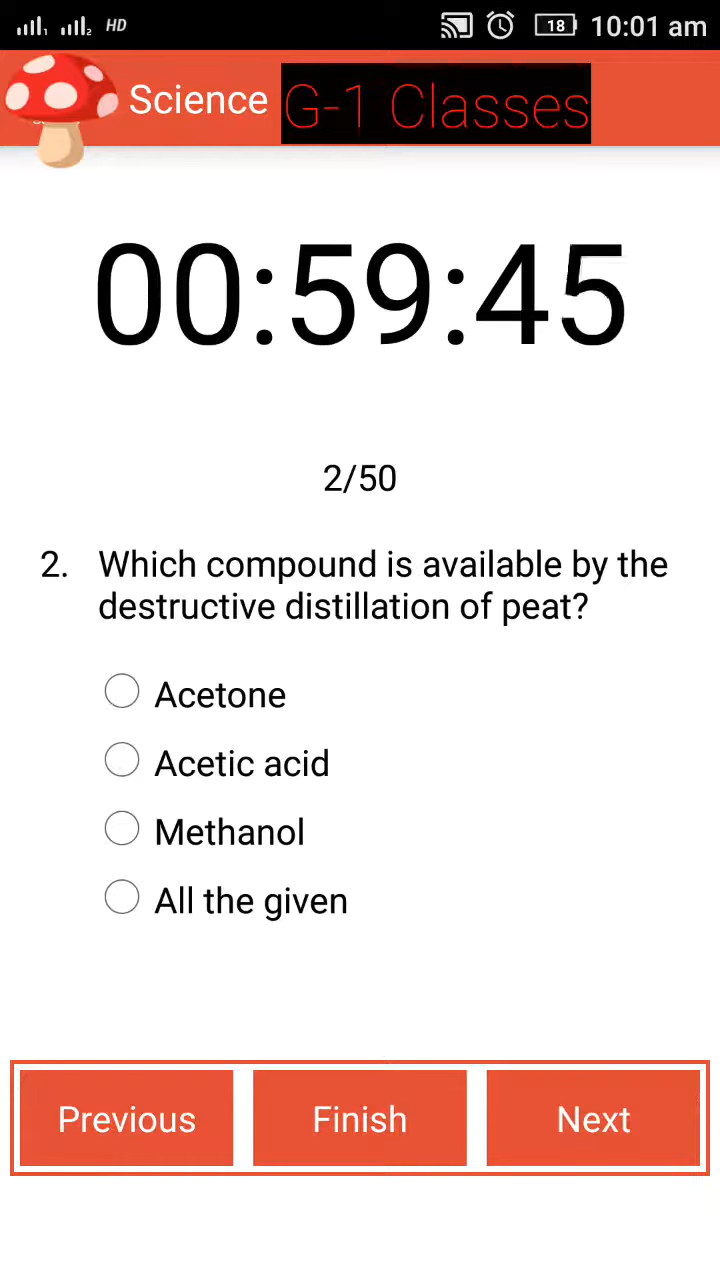 HD 18 10:01 am
Science G-1 Classes
00:59:45
2/50
2. Which compound is available by the
destructive distillation of peat?
Acetone
Acetic acid
Methanol
All the given
Previous Finish Next